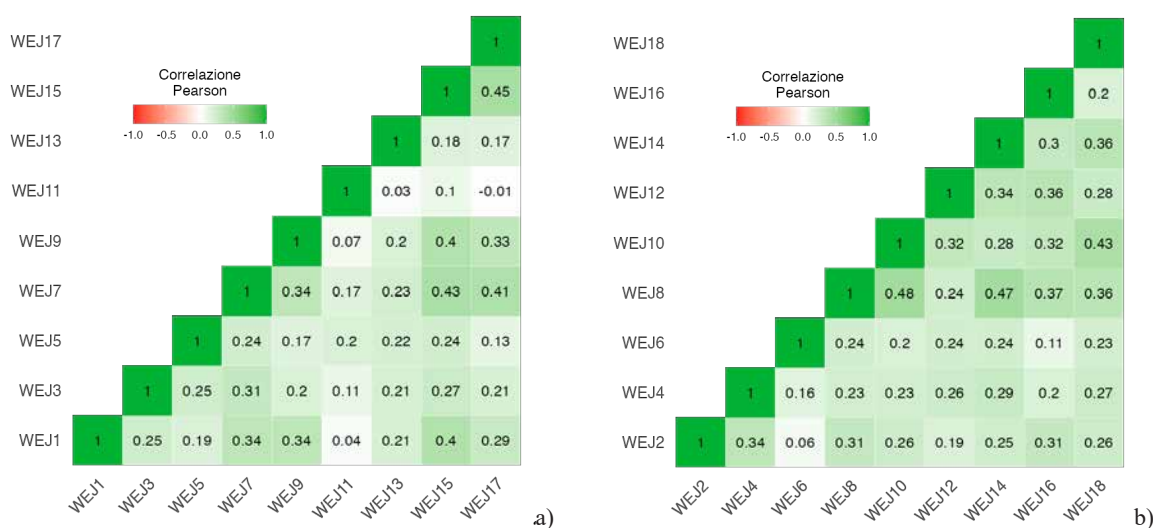 WEJ17 1
Correlazione
Pearson
-1.0 -0.5 0.0 0.5 1.0
WEJ15 1 0.45
WEJ13 1 0.18 0.17
WEJ11 1 0.03 0.1 -0.01
WEJ9 1 0.07 0.2 0.4 0.33
WEJ7 1 0.34 0.17 0.23 0.43 0.41
WEJ5 1 0.24 0.17 0.2 0.22 0.24 0.13
WEJ3 1 0.25 0.31 0.2 0.11 0.21 0.27 0.21
WEJ1 1 0.25 0.19 0.34 0.34 0.04 0.21 0.4 0.29
WEJ1 WEJ3 WEJ5 WEJ7 WEJ9 WEJ11 WEJ13 WEJ15 WEJ17
.a)
WEJ18 1
Correlazione
Pearson
-1.0 -0.5 0.0 0.5 1.0
WEJ16 1 0.2
WEJ14 1 0.3 0.36
WEJ12 1 0.34 0.36 0.28
WEJ10 1 0.32 0.28 0.32 0.43
WEJ8 1 0.48 0.24 0.47 0.37 0.36
WEJ6 1 0.24 0.2 0.24 0.24 0.11 0.23
WEJ4 1 0.16 0.23 0.23 0.26 0.29 0.2 0.27
WEJ2 1 0.34 0.06 0.31 0.26 0.19 0.25 0.31 0.26
WEJ2 WEJ4 WEJ6 WEJ8 WEJ10 WEJ12 WEJ14 WEJ16 WEJ18
b)